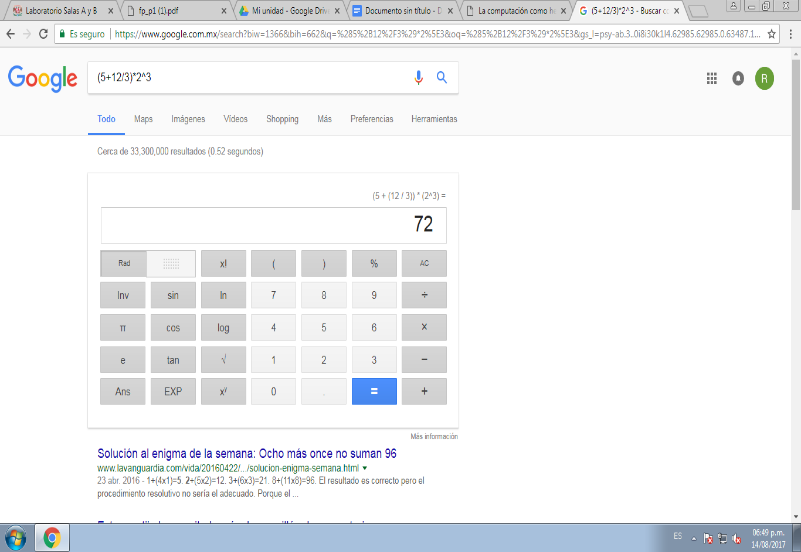 Laboratorio Salas A y B
fp_p1 (1).pdf
Mi unidad - Google Drive
Documento sin título - D
La computación como he
(5+12/3)*2^3 - Buscar co
Es seguro
https://www.google.com.mx/search?biw=1366&bih=662&q=%285%2B12%2F3%29*2%5E3&oq=%285%2B12%2F3%29*2%5E3&gs_l=psy-ab.3..0i8i30k1l4.62985.62985.0.63487.1...
Google
(5+12/3)*2^3
R
Todo Maps Imágenes Vídeos Shopping Más Preferencias Herramientas
Cerca de 33,300,000 resultados (0.52 segundos)
(5 + (12 / 3)) * (2^3) =
72
Rad x! ( ) % AC
Inv sin ln 7 8 9 ÷
π cos log 4 5 6 ×
e tan √ 1 2 3 −
Ans EXP xʸ 0 . = +
Más información
Solución al enigma de la semana: Ocho más once no suman 96
www.lavanguardia.com/vida/20160422/.../solucion-enigma-semana.html
23 abr. 2016 - 1+(4x1)=5. 2+(5x2)=12. 3+(6x3)=21. 8+(11x8)=96. El resultado es correcto pero el
procedimiento resolutivo no sería el adecuado. Porque el ...
ES
06:49 p.m.
14/08/2017